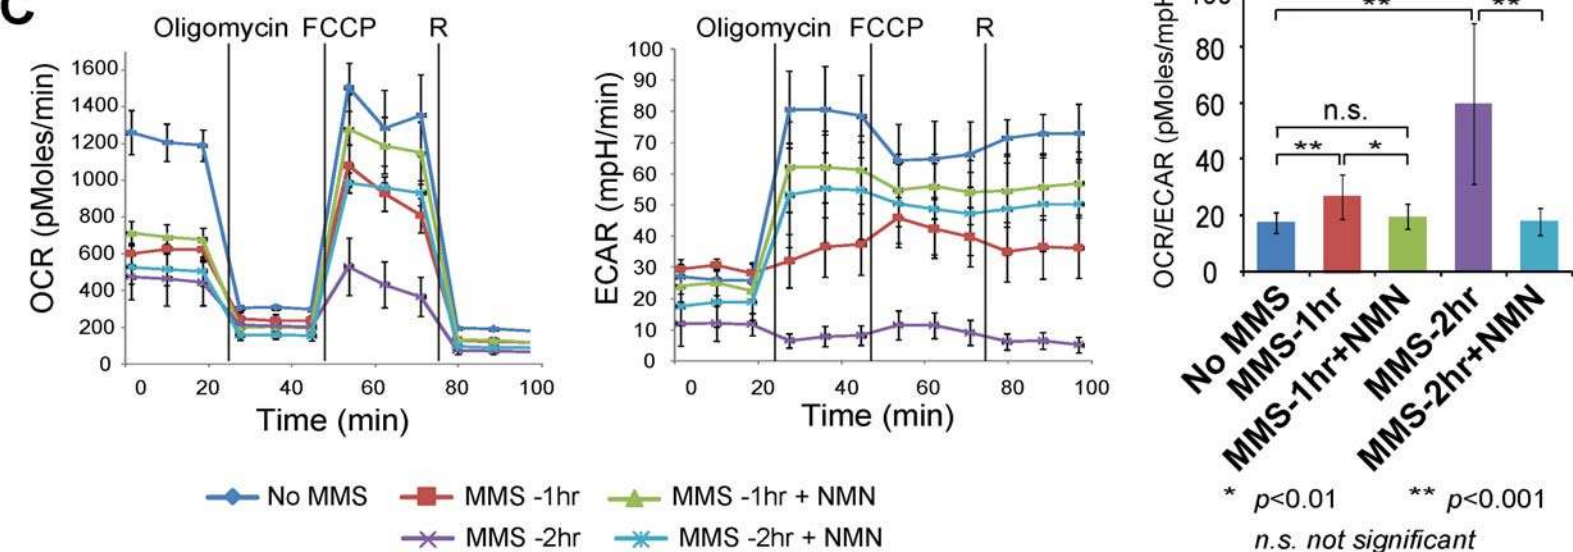 C
Oligomycin FCCP R
OCR (pMoles/min)
1600
1400
1200
1000
800
600
400
200
0
0 20 40 60 80 100
Time (min)
Oligomycin FCCP R
ECAR (mpH/min)
100
90
80
70
60
50
40
30
20
10
0
0 20 40 60 80 100
Time (min)
No MMS MMS -1hr MMS -1hr + NMN
MMS -2hr MMS -2hr + NMN
OCR/ECAR (pMoles/mpH
100
80
60
40
20
0
** **
n.s.
** *
No MMS
MMS-1hr
MMS-1hr+NMN
MMS-2hr
MMS-2hr+NMN
* p<0.01 ** p<0.001
n.s. not significant